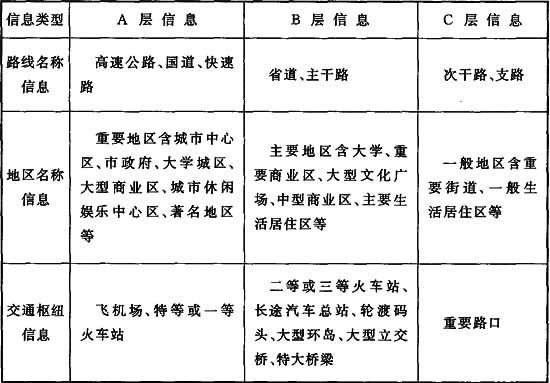 信息类型 A 层 信 息 B 层 信 息 C 层 信 息
路线名称
信息
高速公路、国道、快速
路
省道、主干路
次干路、支路
地区名称
信息
重要地区含城市中心
区、市政府、大学城区、
大型商业区、城市休闲
娱乐中心区、著名地区
等
主要地区含大学、重
要商业区、大型文化广
场、中型商业区、主要生
活居住区等
一般地区含重
要街道、一般生
活居住区等
交通枢纽
信息
飞机场、特等或一等
火车站
二等或三等火车站、
长途汽车总站、轮渡码
头、大型环岛、大型立交
桥、特大桥梁
重要路口